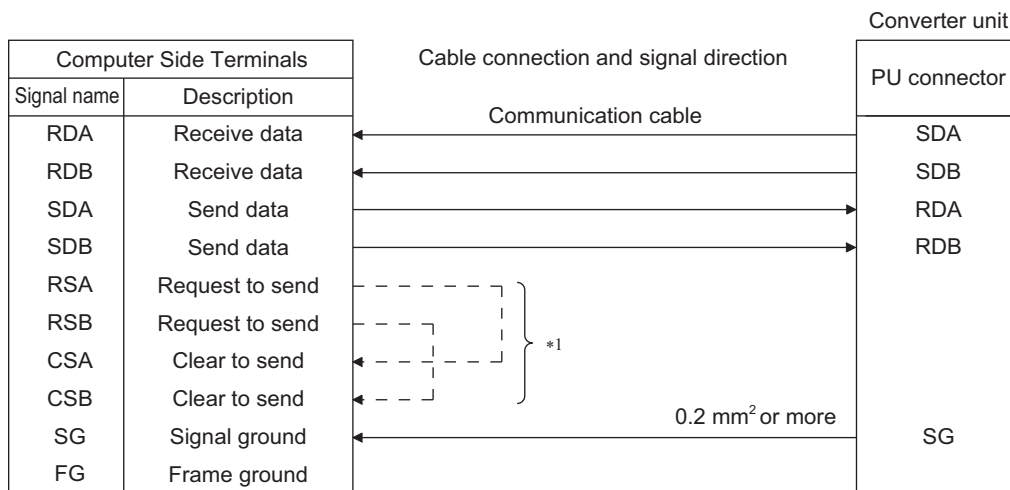 Converter unit
Computer Side Terminals
Cable connection and signal direction
PU connector
Signal name Description
Communication cable
RDA Receive data SDA
RDB Receive data SDB
SDA Send data RDA
SDB Send data RDB
RSA Request to send
RSB Request to send
*1
CSA Clear to send
CSB Clear to send
0.2 mm² or more
SG Signal ground SG
FG Frame ground